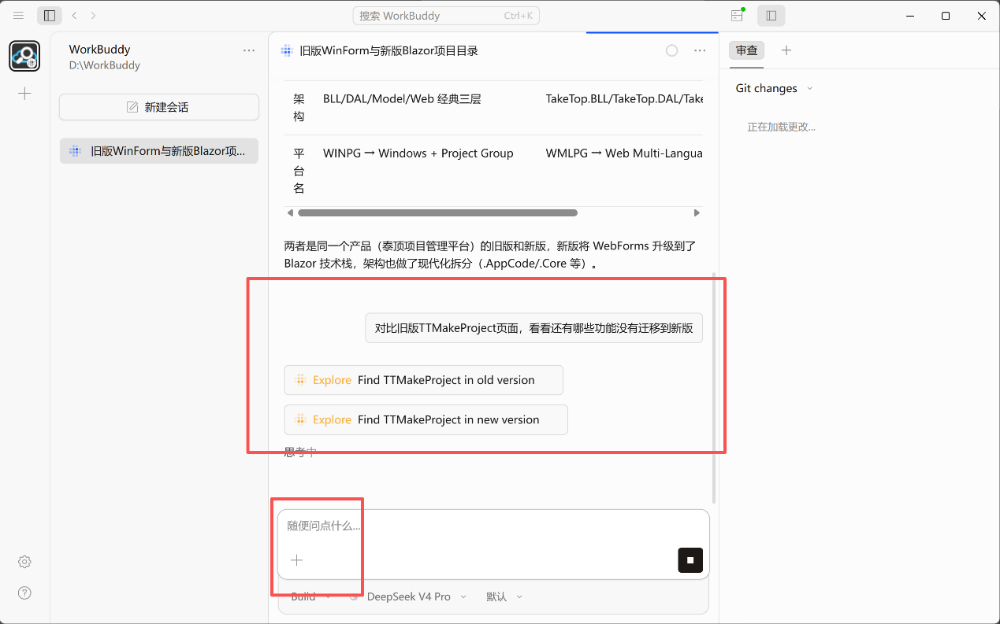 搜索 WorkBuddy
Ctrl+K
WorkBuddy
D:\WorkBuddy
新建会话
旧版WinForm与新版Blazor项...
旧版WinForm与新版Blazor项目目录
架构
BLL/DAL/Model/Web 经典三层
TakeTop.BLL/TakeTop.DAL/Take
平台名
WINPG → Windows + Project Group
WMLPG → Web Multi-Langua
两者是同一个产品（泰顶项目管理平台）的旧版和新版，新版将 WebForms 升级到了
Blazor 技术栈，架构也做了现代化拆分（.AppCode/.Core 等）。
对比旧版TTMakeProject页面，看看还有哪些功能没有迁移到新版
Explore Find TTMakeProject in old version
Explore Find TTMakeProject in new version
思考中
随便问点什么...
Build
DeepSeek V4 Pro
默认
审查
Git changes
正在加载更改...